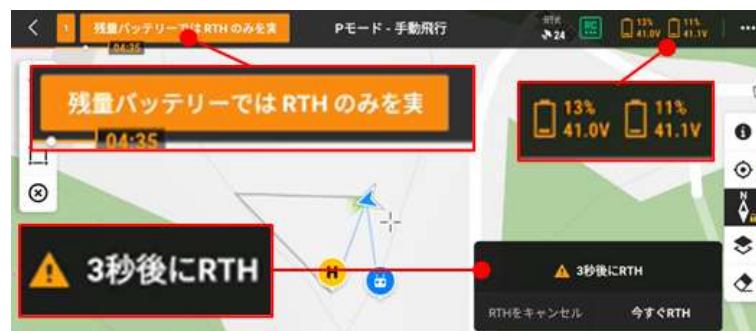 1 残量バッテリーでは RTH のみを実
Pモード - 手動飛行
RTK
24
RC
13%
41.0V
11%
41.1V
04:35
残量バッテリーでは RTH のみを実
04:35
13%
41.0V
11%
41.1V
N
3秒後にRTH
H
3秒後にRTH
RTHをキャンセル 今すぐRTH